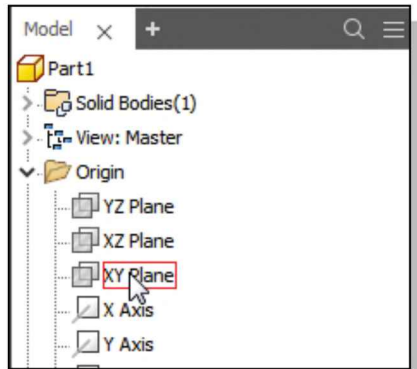 Model × +
Part1
Solid Bodies(1)
View: Master
Origin
YZ Plane
XZ Plane
XY Plane
X Axis
Y Axis